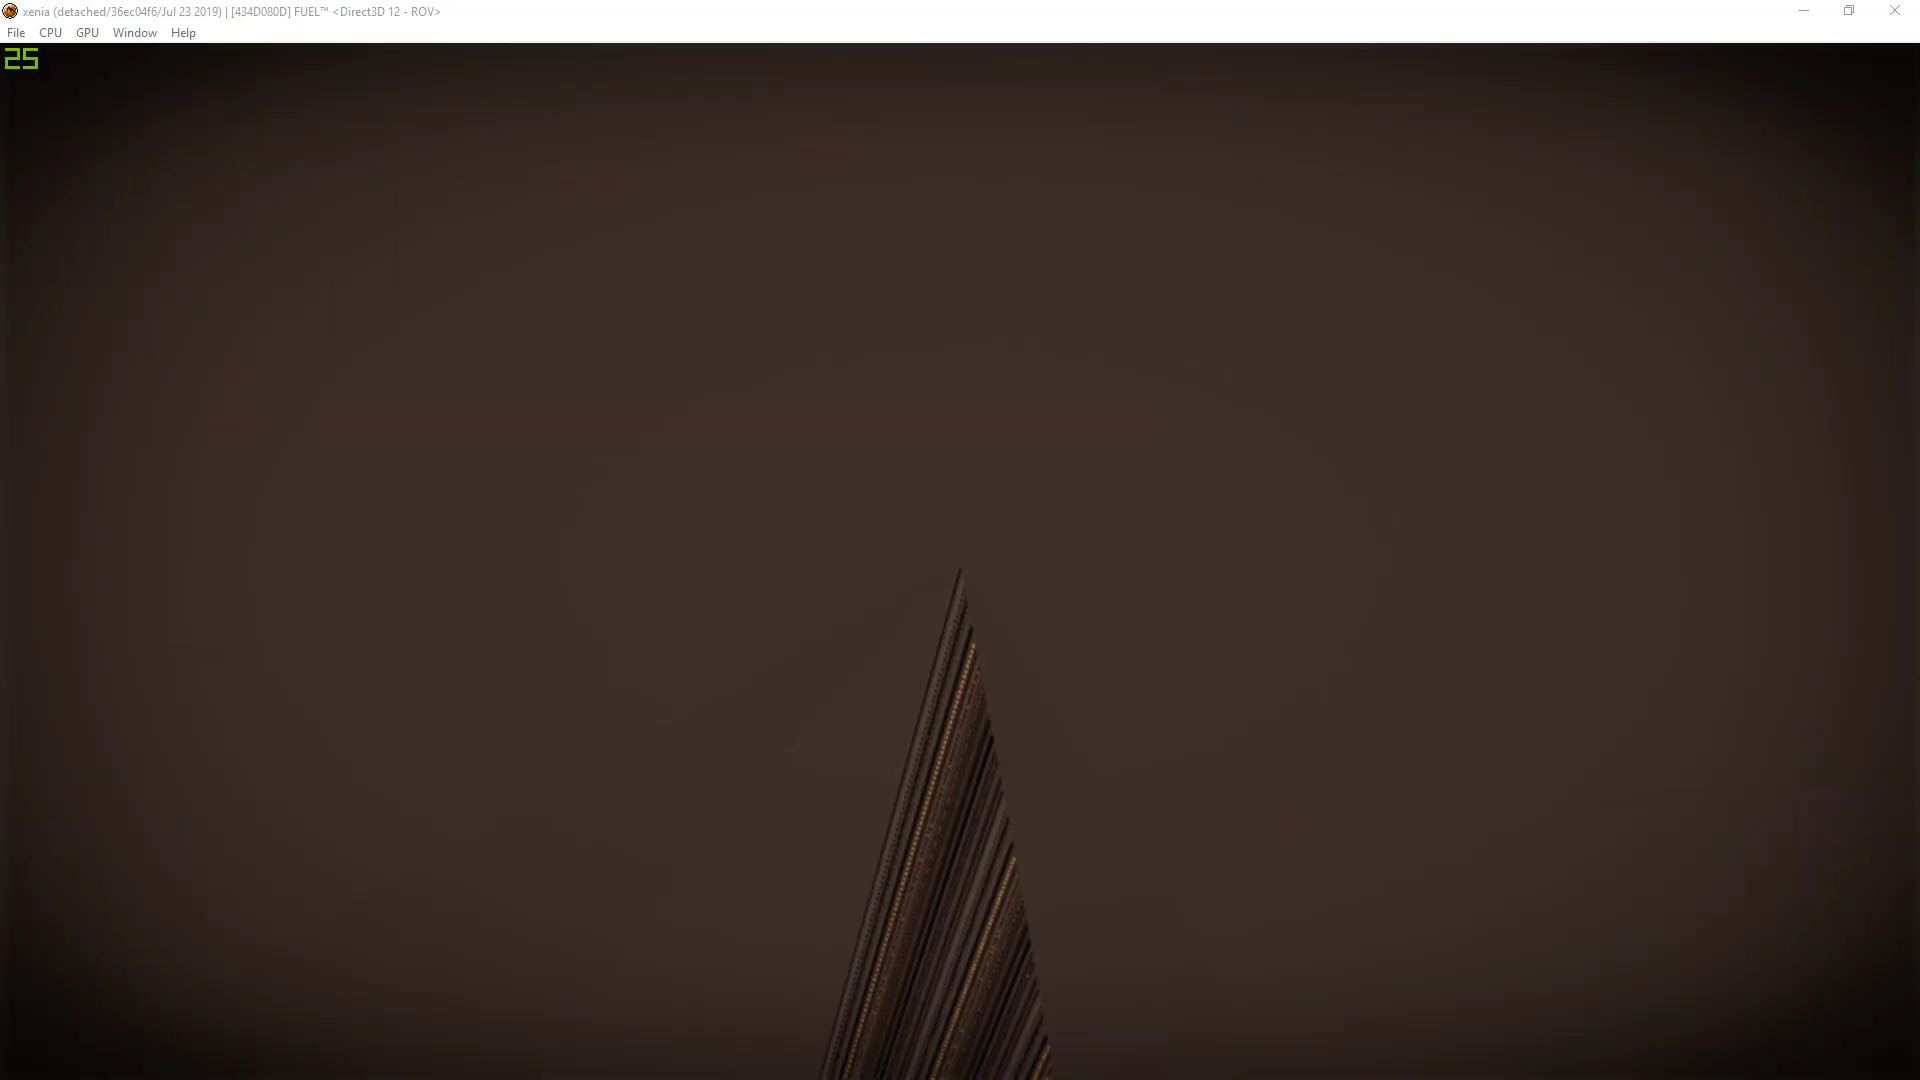 xenia (detached/36ec04f6/Jul 23 2019) | [434D080D] FUEL™ <Direct3D 12 - ROV>
File CPU GPU Window Help
25